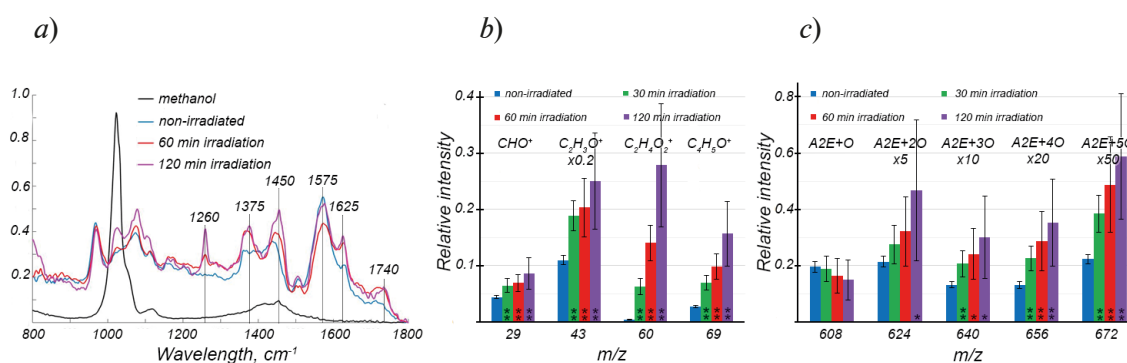 a)
b)
c)
1.0
0.8
0.6
0.4
0.2
methanol
non-irradiated
60 min irradiation
120 min irradiation
1260
1375
1450
1575
1625
1740
800
1000
1200
1400
1600
1800
Wavelength, cm⁻¹
Relative intensity
0.4
0.3
0.2
0.1
non-irradiated
30 min irradiation
60 min irradiation
120 min irradiation
CHO⁺
C₂H₃O⁺
C₂H₄O₂⁺
C₄H₅O⁺
x0.2
**
**
**
*
*
*
*
**
**
**
**
**
29
43
60
69
m/z
Relative intensity
0.8
0.6
0.4
0.2
non-irradiated
30 min irradiation
60 min irradiation
120 min irradiation
A2E+O
A2E+2O
A2E+3O
A2E+4O
A2E+5O
x5
x10
x20
x50
*
**
*
*
**
*
*
**
**
**
608
624
640
656
672
m/z